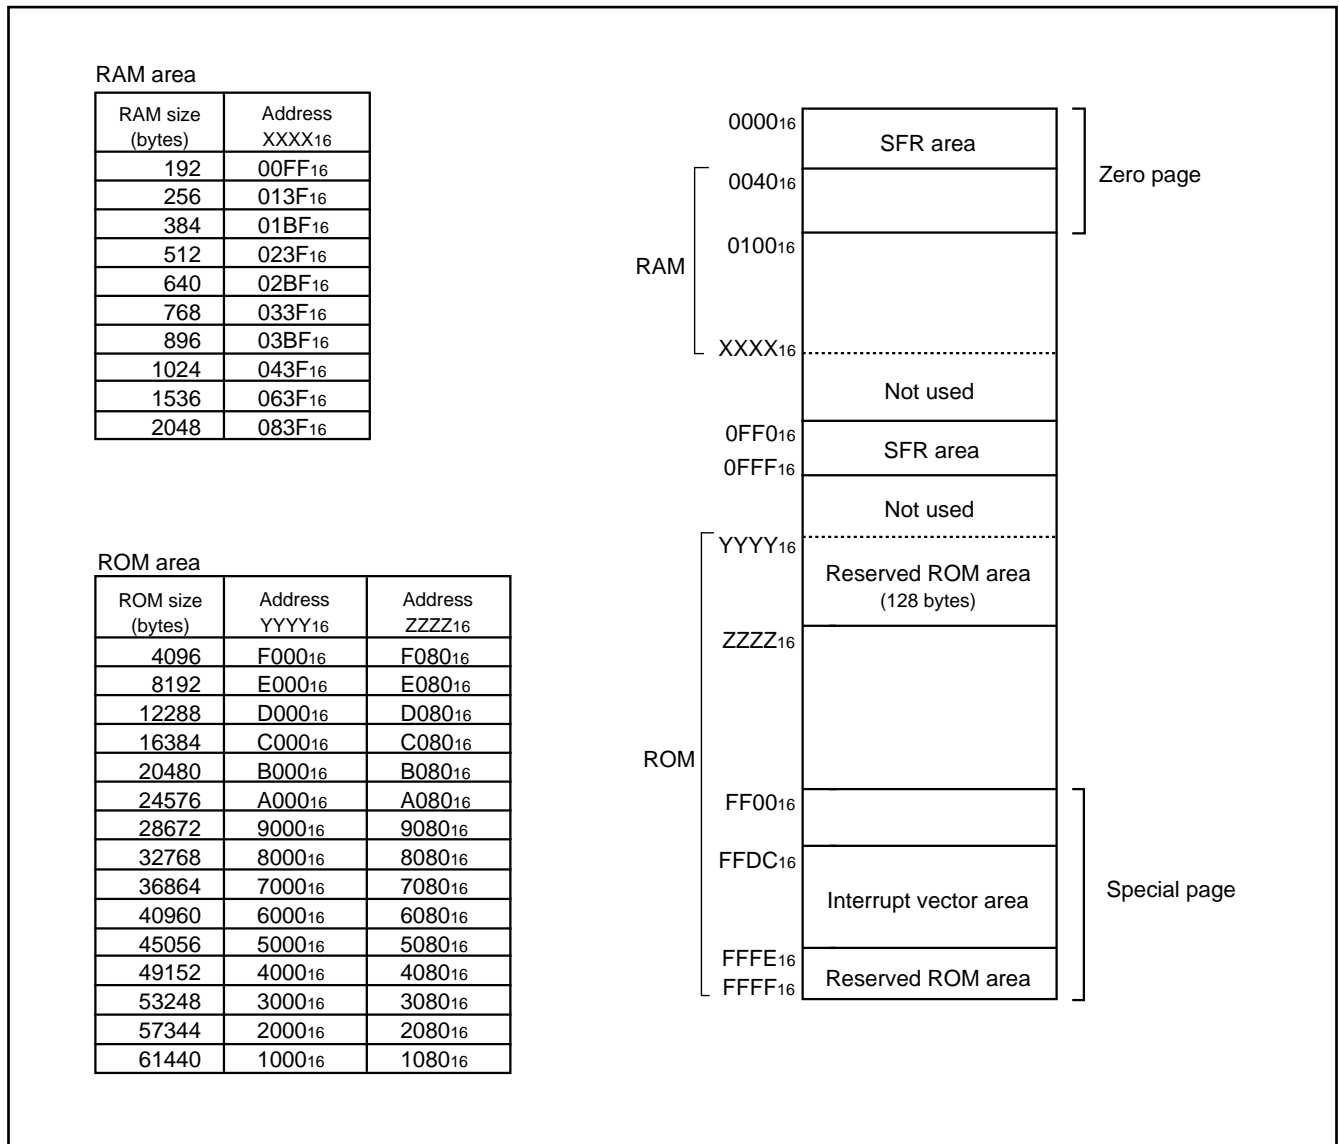 RAM area
RAM size (bytes) Address XXXX16
192 00FF16
256 013F16
384 01BF16
512 023F16
640 02BF16
768 033F16
896 03BF16
1024 043F16
1536 063F16
2048 083F16
ROM area
ROM size (bytes) Address YYYY16 Address ZZZZ16
4096 F00016 F08016
8192 E00016 E08016
12288 D00016 D08016
16384 C00016 C08016
20480 B00016 B08016
24576 A00016 A08016
28672 900016 908016
32768 800016 808016
36864 700016 708016
40960 600016 608016
45056 500016 508016
49152 400016 408016
53248 300016 308016
57344 200016 208016
61440 100016 108016
000016
SFR area
Zero page
004016
010016
RAM
XXXX16
Not used
0FF016
SFR area
0FFF16
Not used
YYYY16
Reserved ROM area
(128 bytes)
ZZZZ16
ROM
FF0016
FFDC16
Interrupt vector area
Special page
FFFE16
Reserved ROM area
FFFF16